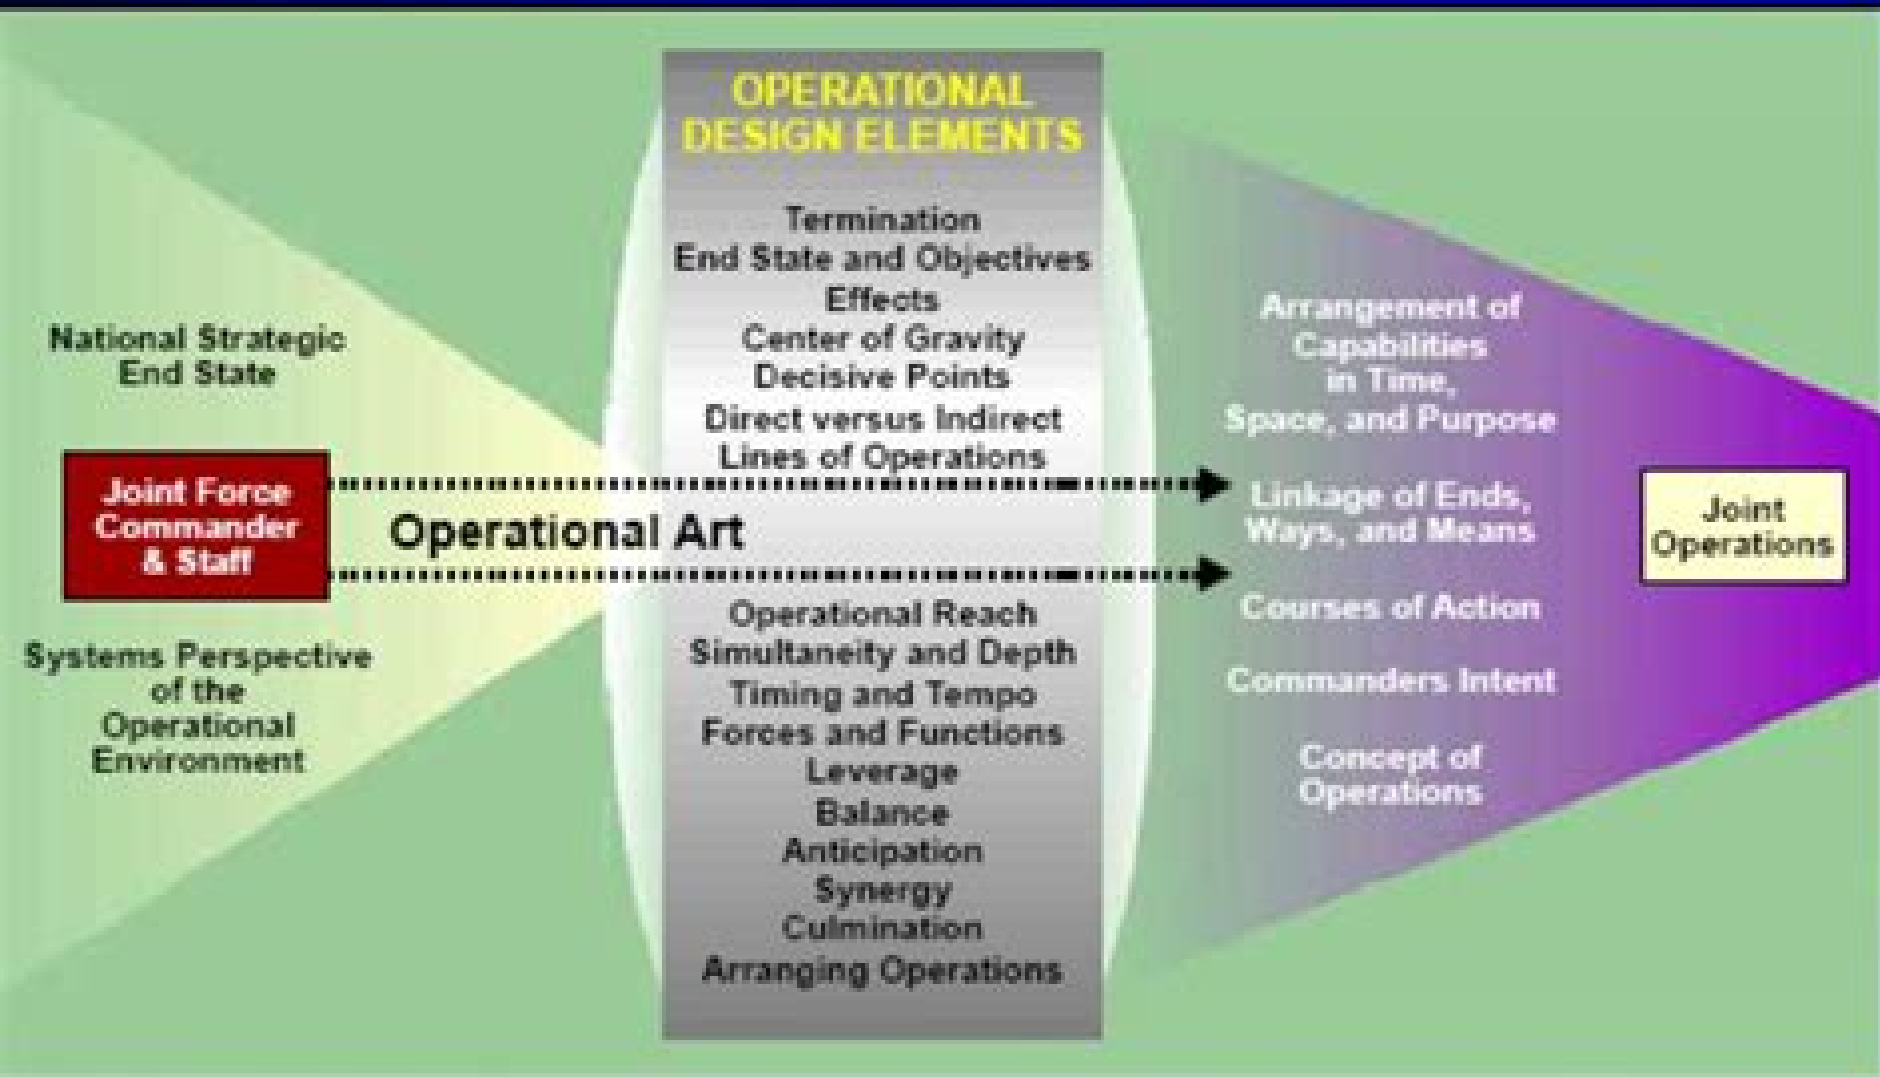 OPERATIONAL
DESIGN ELEMENTS
Termination
End State and Objectives
Effects
Center of Gravity
Decisive Points
Direct versus Indirect
Lines of Operations
National Strategic
End State
Joint Force
Commander
& Staff
Operational Art
Systems Perspective
of the
Operational
Environment
Operational Reach
Simultaneity and Depth
Timing and Tempo
Forces and Functions
Leverage
Balance
Anticipation
Synergy
Culmination
Arranging Operations
Arrangement of
Capabilities
in Time,
Space, and Purpose
Linkage of Ends,
Ways, and Means
Courses of Action
Commanders Intent
Concept of
Operations
Joint
Operations